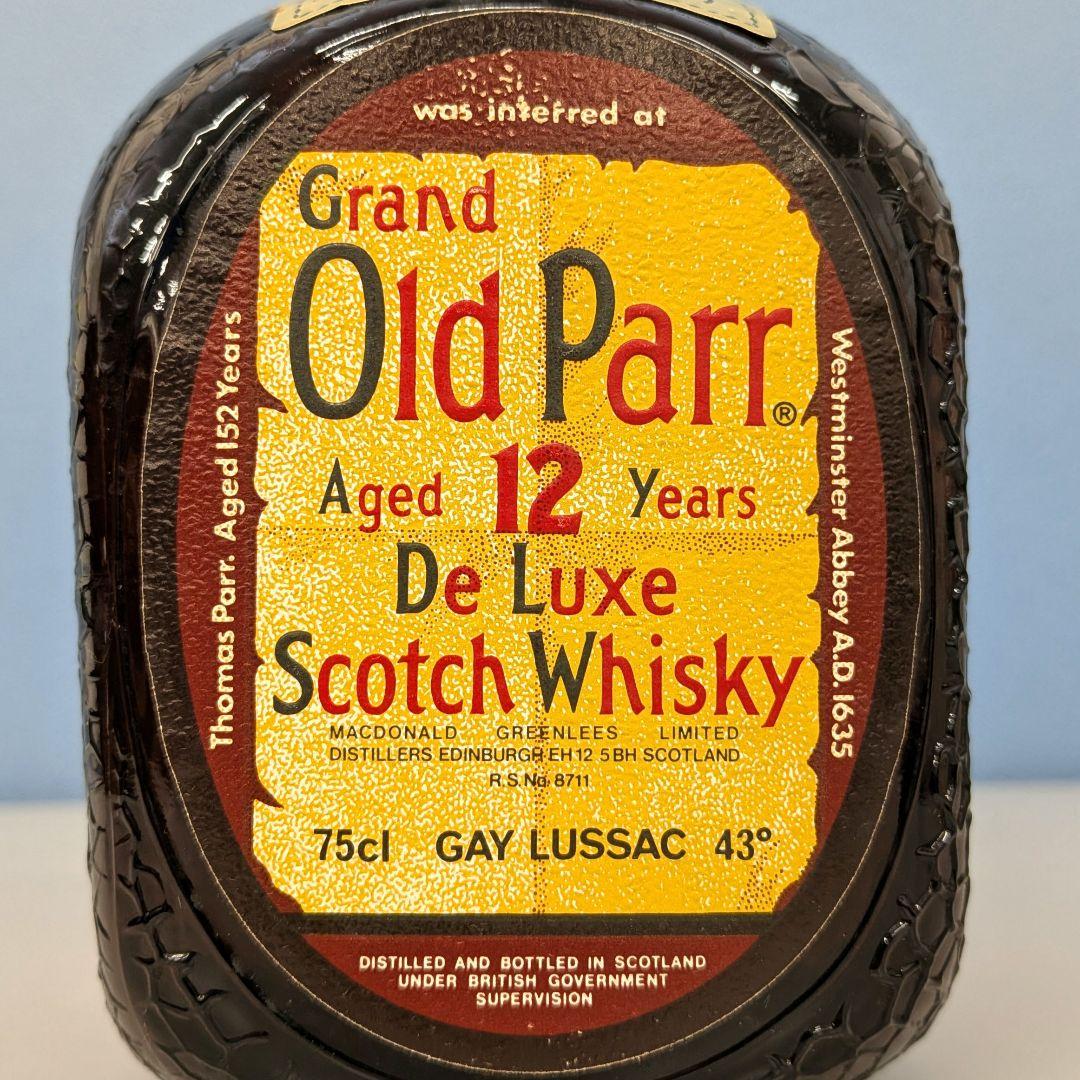 Thomas Parr. Aged 152 Years
was interred at
Westminster Abbey A.D. 1635
Grand
Old Parr®
Aged 12 Years
De Luxe
Scotch Whisky
MACDONALD GREENLEES LIMITED
DISTILLERS EDINBURGH EH12 5BH SCOTLAND
R.S.No. 8711
75cl GAY LUSSAC 43°
DISTILLED AND BOTTLED IN SCOTLAND
UNDER BRITISH GOVERNMENT
SUPERVISION